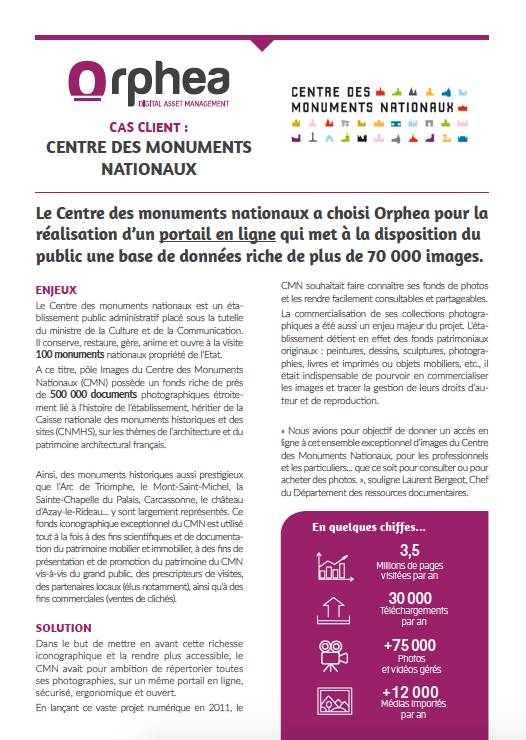 Orphea
DIGITAL ASSET MANAGEMENT
CENTRE DES
MONUMENTS NATIONAUX
CAS CLIENT :
CENTRE DES MONUMENTS
NATIONAUX
Le Centre des monuments nationaux a choisi Orphea pour la
réalisation d’un portail en ligne qui met à la disposition du
public une base de données riche de plus de 70 000 images.
ENJEUX
Le Centre des monuments nationaux est un éta-
blissement public administratif placé sous la tutelle
du ministre de la Culture et de la Communication.
Il conserve, restaure, gère, anime et ouvre à la visite
100 monuments nationaux propriété de l’Etat.
A ce titre, pôle Images du Centre des Monuments
Nationaux (CMN) possède un fonds riche de près
de 500 000 documents photographiques étroite-
ment lié à l’histoire de l’établissement, héritier de la
Caisse nationale des monuments historiques et des
sites (CNMHS), sur les thèmes de l’architecture et du
patrimoine architectural français.
Ainsi, des monuments historiques aussi prestigieux
que l’Arc de Triomphe, le Mont-Saint-Michel, la
Sainte-Chapelle du Palais, Carcassonne, le château
d’Azay-le-Rideau... y sont largement représentés. Ce
fonds iconographique exceptionnel du CMN est utilisé
tout à la fois à des fins scientifiques et de documenta-
tion du patrimoine mobilier et immobilier, à des fins de
présentation et de promotion du patrimoine du CMN
vis-à-vis du grand public, des prescripteurs de visites,
des partenaires locaux (élus notamment), ainsi qu’à des
fins commerciales (ventes de clichés).
SOLUTION
Dans le but de mettre en avant cette richesse
iconographique et la rendre plus accessible, le
CMN avait pour ambition de répertorier toutes
ses photographies, sur un même portail en ligne,
sécurisé, ergonomique et ouvert.
En lançant ce vaste projet numérique en 2011, le
CMN souhaitait faire connaître ses fonds de photos
et les rendre facilement consultables et partageables.
La commercialisation de ses collections photogra-
phiques a été aussi un enjeu majeur du projet. L’éta-
blissement détient en effet des fonds patrimoniaux
originaux : peintures, dessins, sculptures, photogra-
phies, livres et imprimés ou objets mobiliers, etc., il
était indispensable de pourvoir en commercialiser
les images et tracer la gestion de leurs droits d’au-
teur et de reproduction.
« Nous avions pour objectif de donner un accès en
ligne à cet ensemble exceptionnel d’images du Centre
des Monuments Nationaux, pour les professionnels
et les particuliers... que ce soit pour consulter ou pour
acheter des photos. », souligne Laurent Bergeot, Chef
du Département des ressources documentaires.
En quelques chiffes...
3,5
Millions de pages
visitées par an
30 000
Téléchargements
par an
+75 000
Photos
et vidéos gérés
+12 000
Médias importés
par an